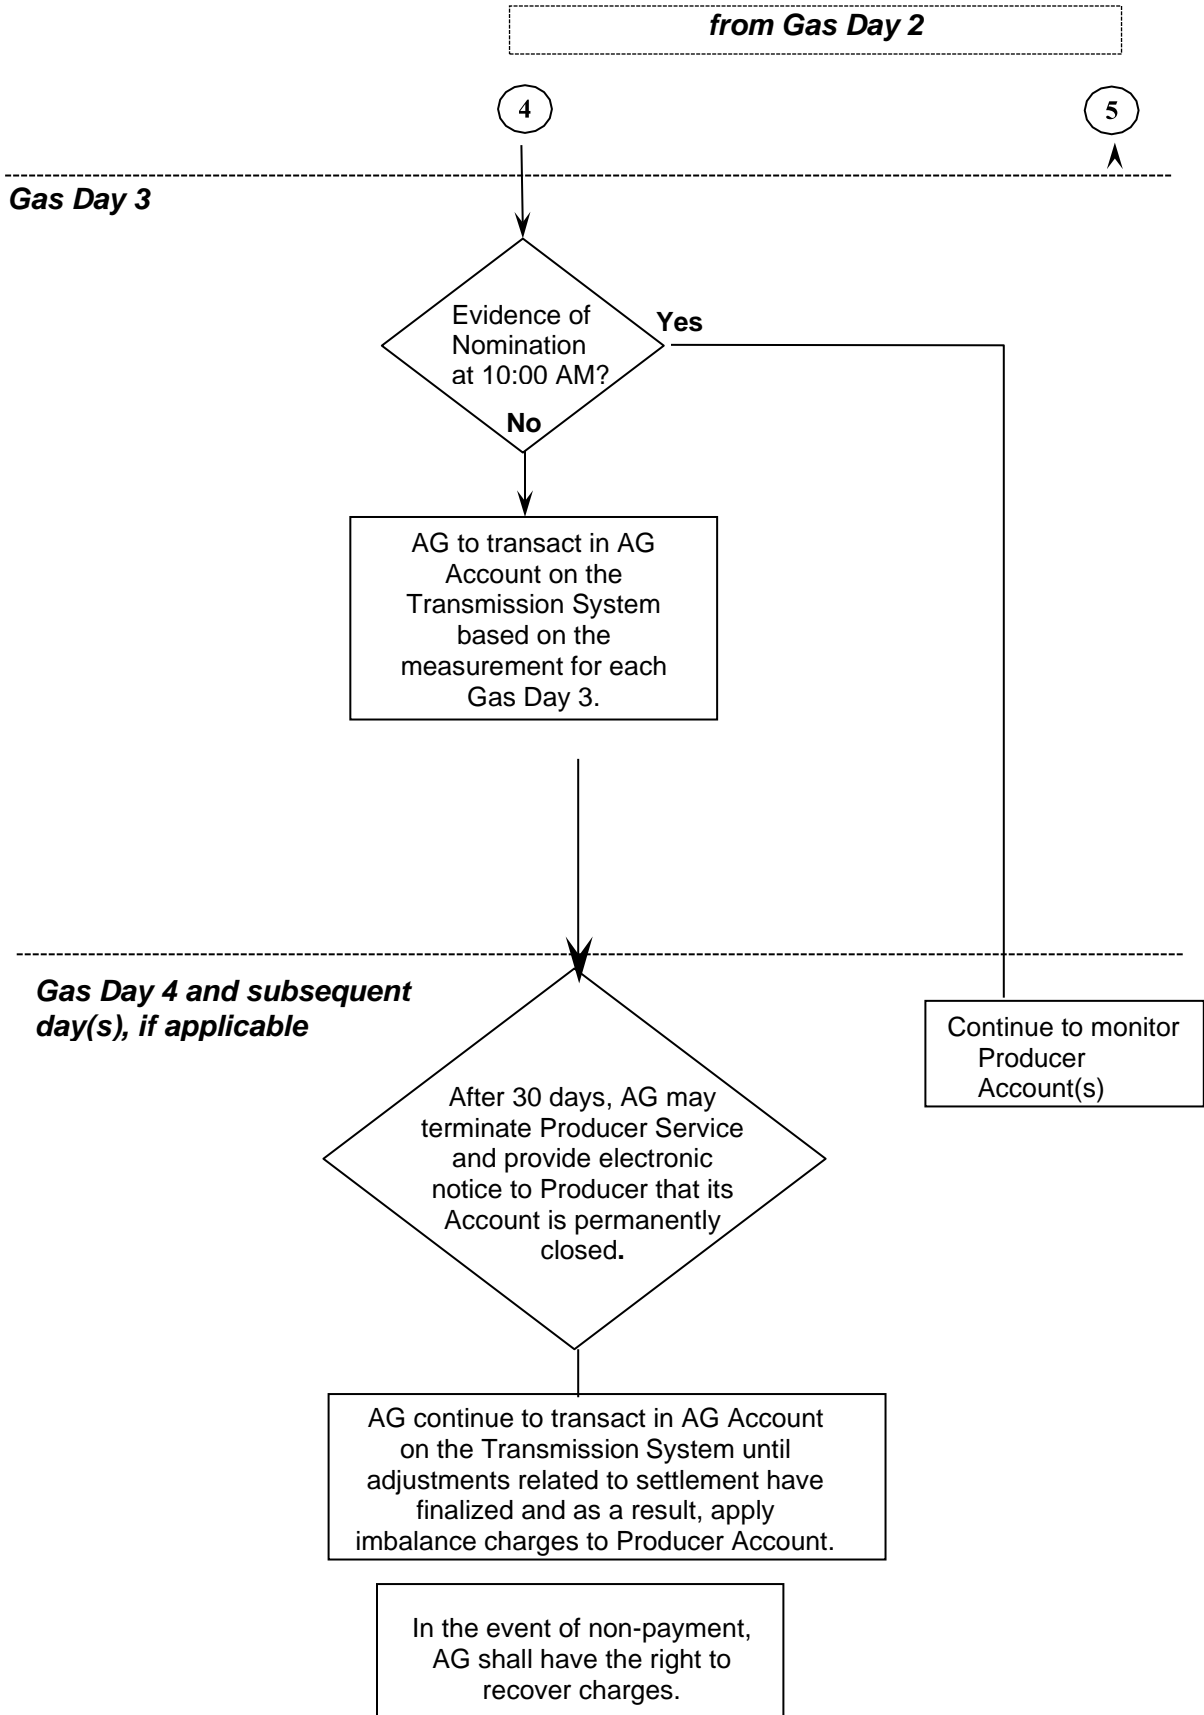 from Gas Day 2
4
5
Gas Day 3
Evidence of
Nomination
at 10:00 AM?
Yes
No
AG to transact in AG
Account on the
Transmission System
based on the
measurement for each
Gas Day 3.
Gas Day 4 and subsequent
day(s), if applicable
Continue to monitor
Producer
Account(s)
After 30 days, AG may
terminate Producer Service
and provide electronic
notice to Producer that its
Account is permanently
closed.
AG continue to transact in AG Account
on the Transmission System until
adjustments related to settlement have
finalized and as a result, apply
imbalance charges to Producer Account.
In the event of non-payment,
AG shall have the right to
recover charges.